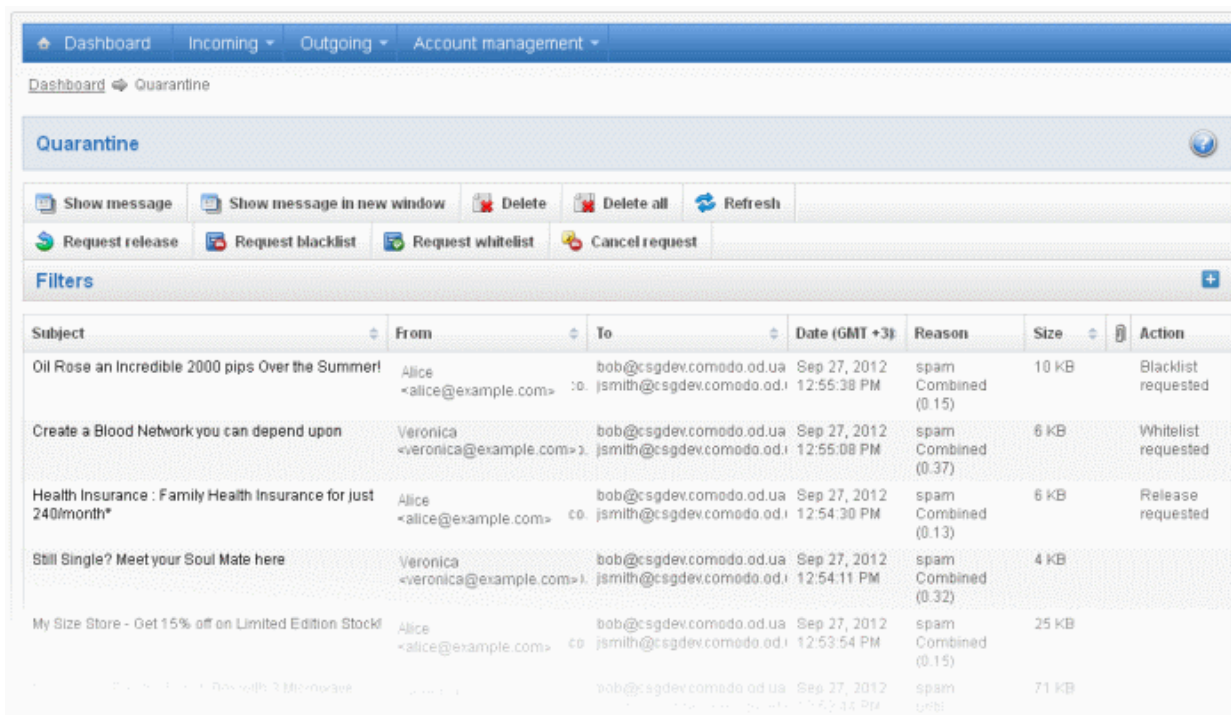 Dashboard Incoming Outgoing Account management
Dashboard Quarantine
Quarantine
Show message Show message in new window Delete Delete all Refresh
Request release Request blacklist Request whitelist Cancel request
Filters
Subject From To Date (GMT +3) Reason Size Action
Oil Rose an Incredible 2000 pips Over the Summer! Alice bob@csgdev.comodo.od.ua Sep 27, 2012 spam 10 KB Blacklist
<alice@example.com> co. jsmith@csgdev.comodo.od. 12:55:38 PM Combined requested
(0.15)
Create a Blood Network you can depend upon Veronica bob@csgdev.comodo.od.ua Sep 27, 2012 spam 6 KB Whitelist
<veronica@example.com> jsmith@csgdev.comodo.od. 12:55:08 PM Combined requested
(0.37)
Health Insurance : Family Health Insurance for just Alice bob@csgdev.comodo.od.ua Sep 27, 2012 spam 6 KB Release
240/month* <alice@example.com> co. jsmith@csgdev.comodo.od. 12:54:30 PM Combined requested
(0.13)
Still Single? Meet your Soul Mate here Veronica bob@csgdev.comodo.od.ua Sep 27, 2012 spam 4 KB
<veronica@example.com> jsmith@csgdev.comodo.od. 12:54:11 PM Combined
(0.32)
My Size Store - Get 15% off on Limited Edition Stock! Alice bob@csgdev.comodo.od.ua Sep 27, 2012 spam 25 KB
<alice@example.com> co. jsmith@csgdev.comodo.od. 12:53:54 PM Combined
(0.15)
Microwave bob@csgdev.comodo.od.ua Sep 27, 2012 spam 71 KB